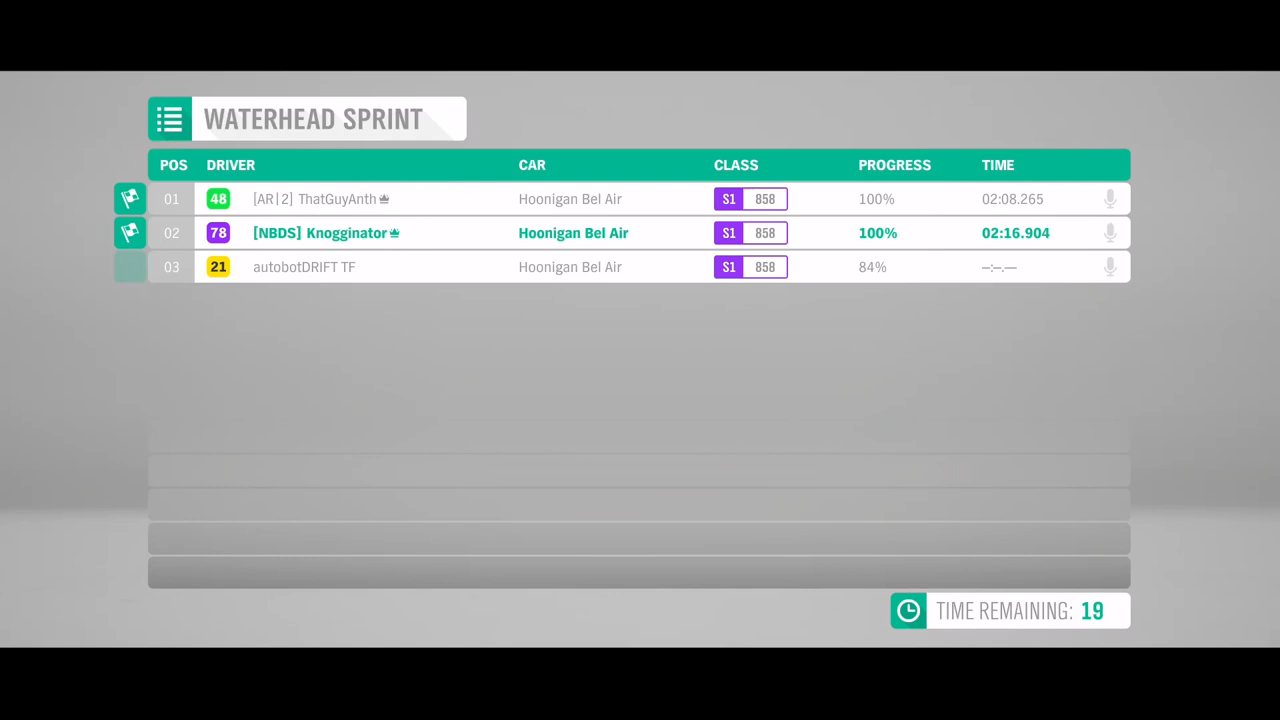 WATERHEAD SPRINT
POS DRIVER CAR CLASS PROGRESS TIME
01 48 [AR|2] ThatGuyAnth Hoonigan Bel Air S1 858 100% 02:08.265
02 78 [NBDS] Knogginator Hoonigan Bel Air S1 858 100% 02:16.904
03 21 autobotDRIFT TF Hoonigan Bel Air S1 858 84% --:--.---
TIME REMAINING: 19